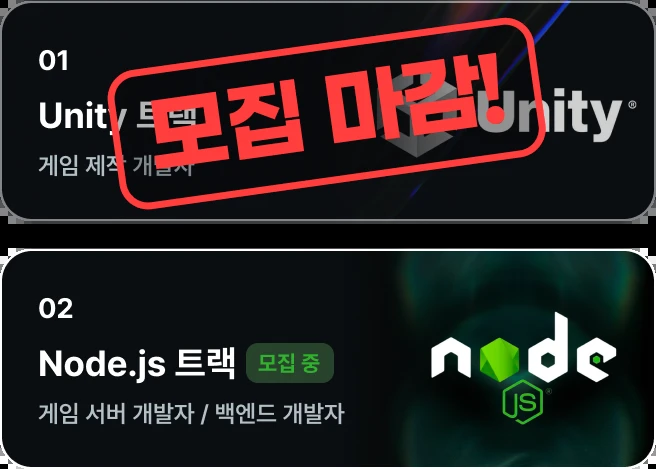 01
Unity 트랙
게임 제작 개발자
모집 마감!
Unity®
02
Node.js 트랙 모집 중
게임 서버 개발자 / 백엔드 개발자
node
JS